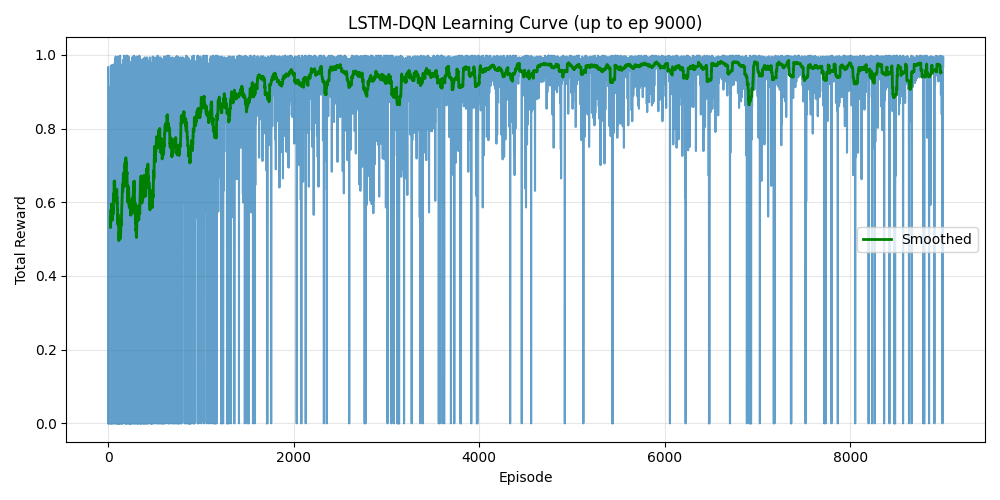 LSTM-DQN Learning Curve (up to ep 9000)
Total Reward
1.0
0.8
0.6
0.4
0.2
0.0
Smoothed
0 2000 4000 6000 8000
Episode